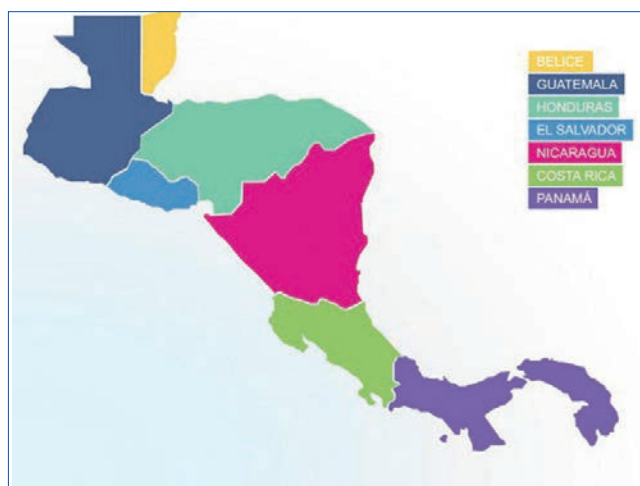 BELICE
GUATEMALA
HONDURAS
EL SALVADOR
NICARAGUA
COSTA RICA
PANAMÁ